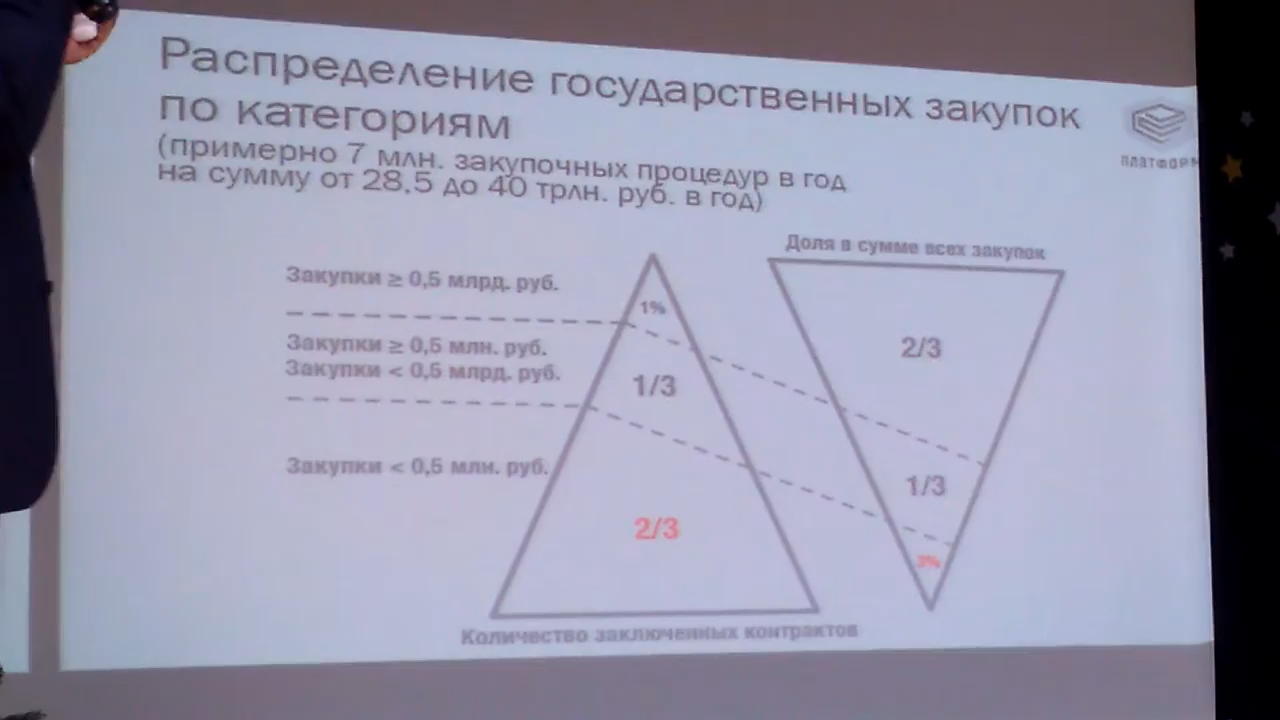 Распределение государственных закупок
по категориям
(примерно 7 млн. закупочных процедур в год
на сумму от 28,5 до 40 трлн. руб. в год)
ПЛАТФОРМ
Доля в сумме всех закупок
Закупки ≥ 0,5 млрд. руб.
1%
Закупки ≥ 0,5 млн. руб.
Закупки < 0,5 млрд. руб.
1/3
2/3
Закупки < 0,5 млн. руб.
2/3
1/3
3%
Количество заключенных контрактов